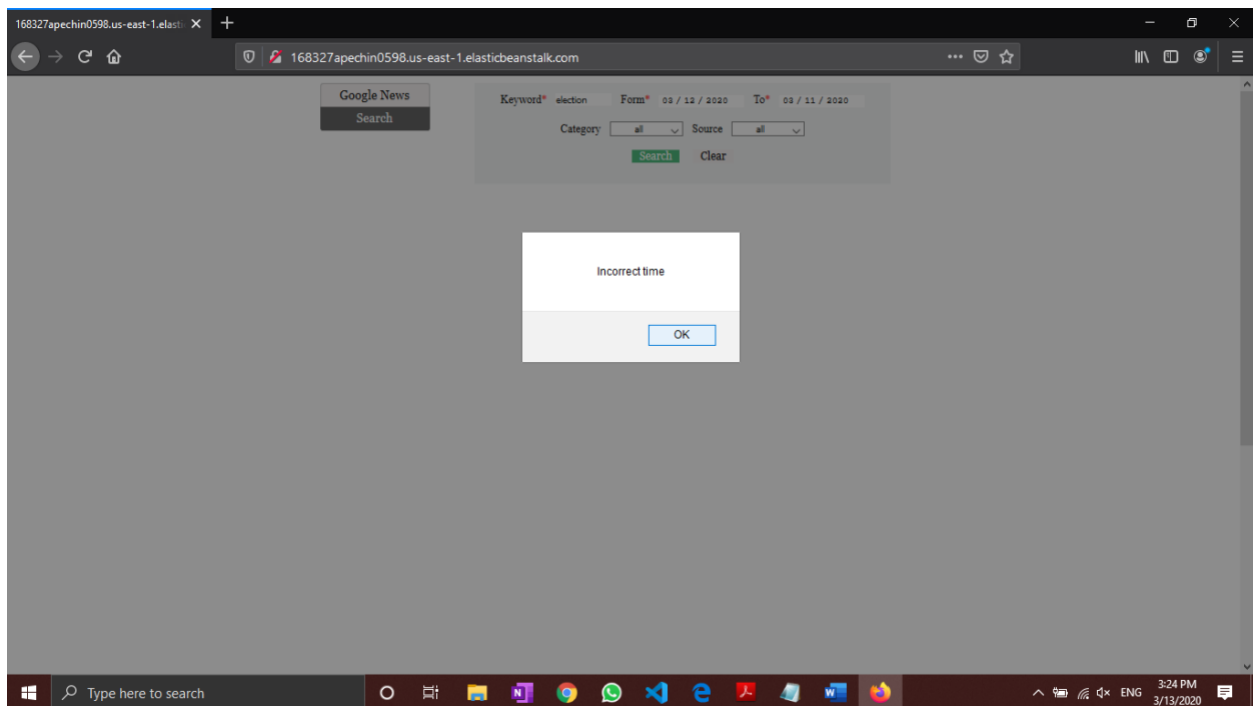 168327apechin0598.us-east-1.elasti
168327apechin0598.us-east-1.elasticbeanstalk.com
Google News
Search
Keyword* election Form* 03 / 12 / 2020 To* 03 / 11 / 2020
Category all Source all
Search Clear
Incorrect time
OK
Type here to search
ENG
3:24 PM
3/13/2020